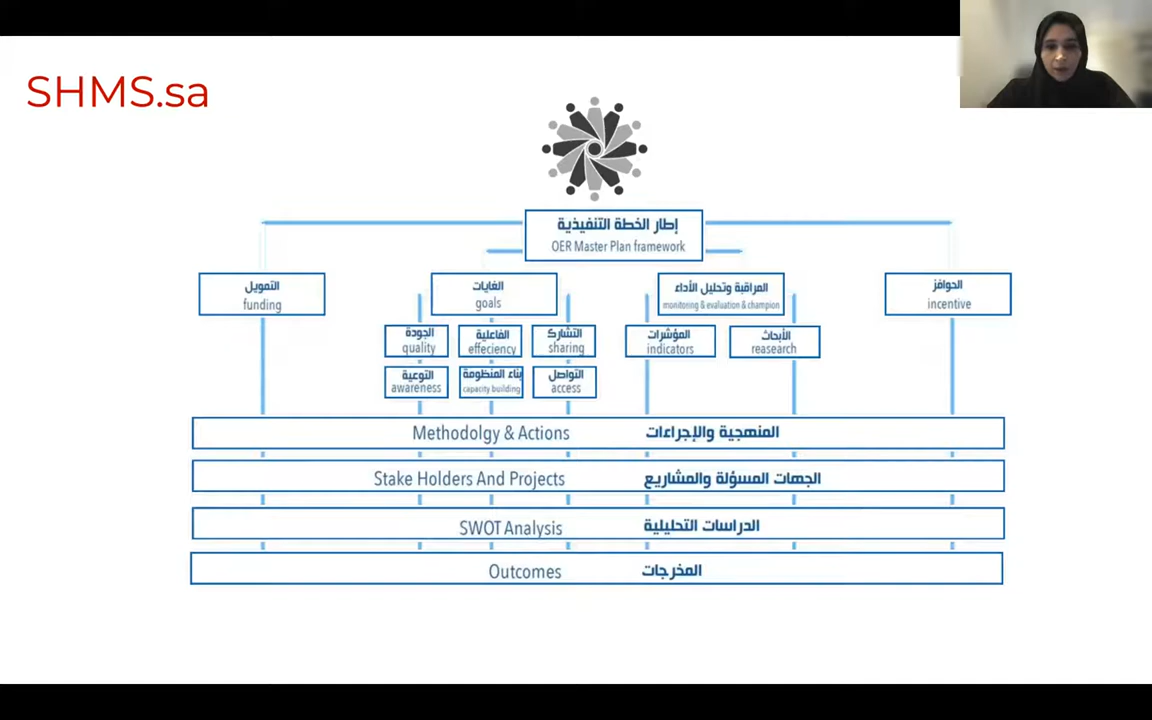 SHMS.sa
إطار الخطة التنفيذية
OER Master Plan framework
التمويل
funding
الغايات
goals
المراقبة وتحليل الأداء
monitoring & evaluation & champion
الحوافز
incentive
الجودة
quality
الفاعلية
effeciency
التشارك
sharing
المؤشرات
indicators
الأبحاث
reasearch
التوعية
awareness
بناء المنظومة
capacity building
التواصل
access
Methodolgy & Actions المنهجية والإجراءات
Stake Holders And Projects الجهات المسؤلة والمشاريع
SWOT Analysis الدراسات التحليلية
Outcomes المخرجات